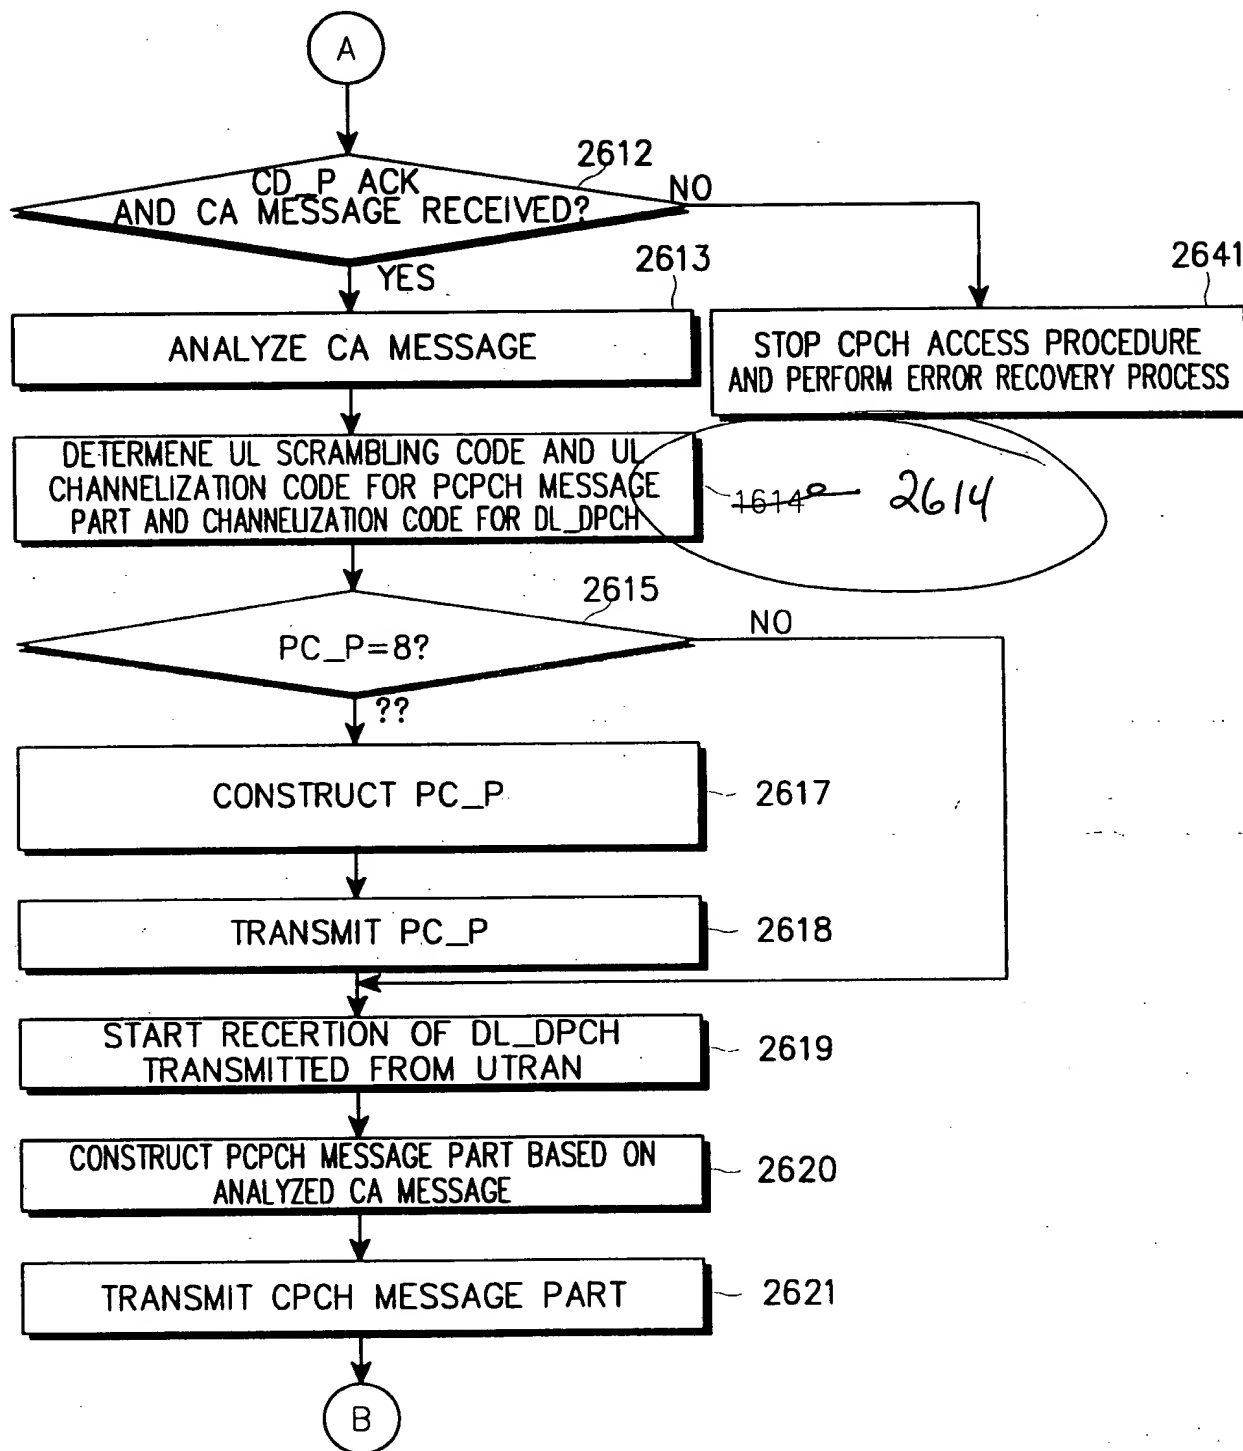 A
2612
CD_P ACK
AND CA MESSAGE RECEIVED?
NO
YES
2613
2641
ANALYZE CA MESSAGE
STOP CPCH ACCESS PROCEDURE
AND PERFORM ERROR RECOVERY PROCESS
DETERMENE UL SCRAMBLING CODE AND UL
CHANNELIZATION CODE FOR PCPCH MESSAGE
PART AND CHANNELIZATION CODE FOR DL_DPCH
1614 2614
2615
PC_P=8?
NO
??
CONSTRUCT PC_P
2617
TRANSMIT PC_P
2618
START RECERTION OF DL_DPCH
TRANSMITTED FROM UTRAN
2619
CONSTRUCT PCPCH MESSAGE PART BASED ON
ANALYZED CA MESSAGE
2620
TRANSMIT CPCH MESSAGE PART
2621
B